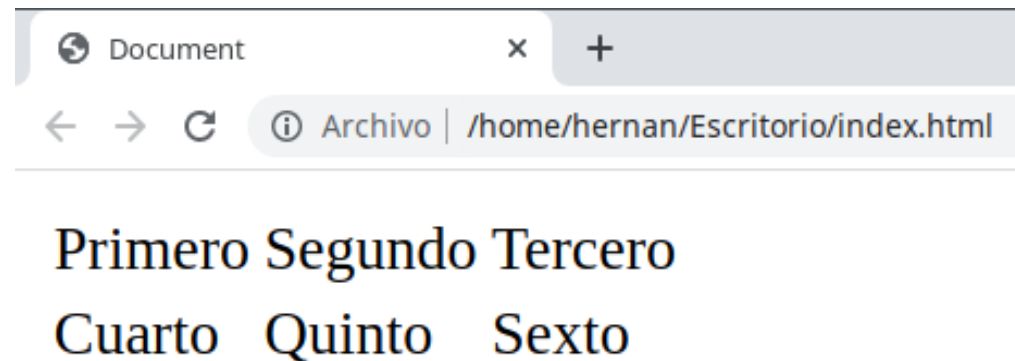 Document
Archivo | /home/hernan/Escritorio/index.html
Primero Segundo Tercero
Cuarto Quinto Sexto